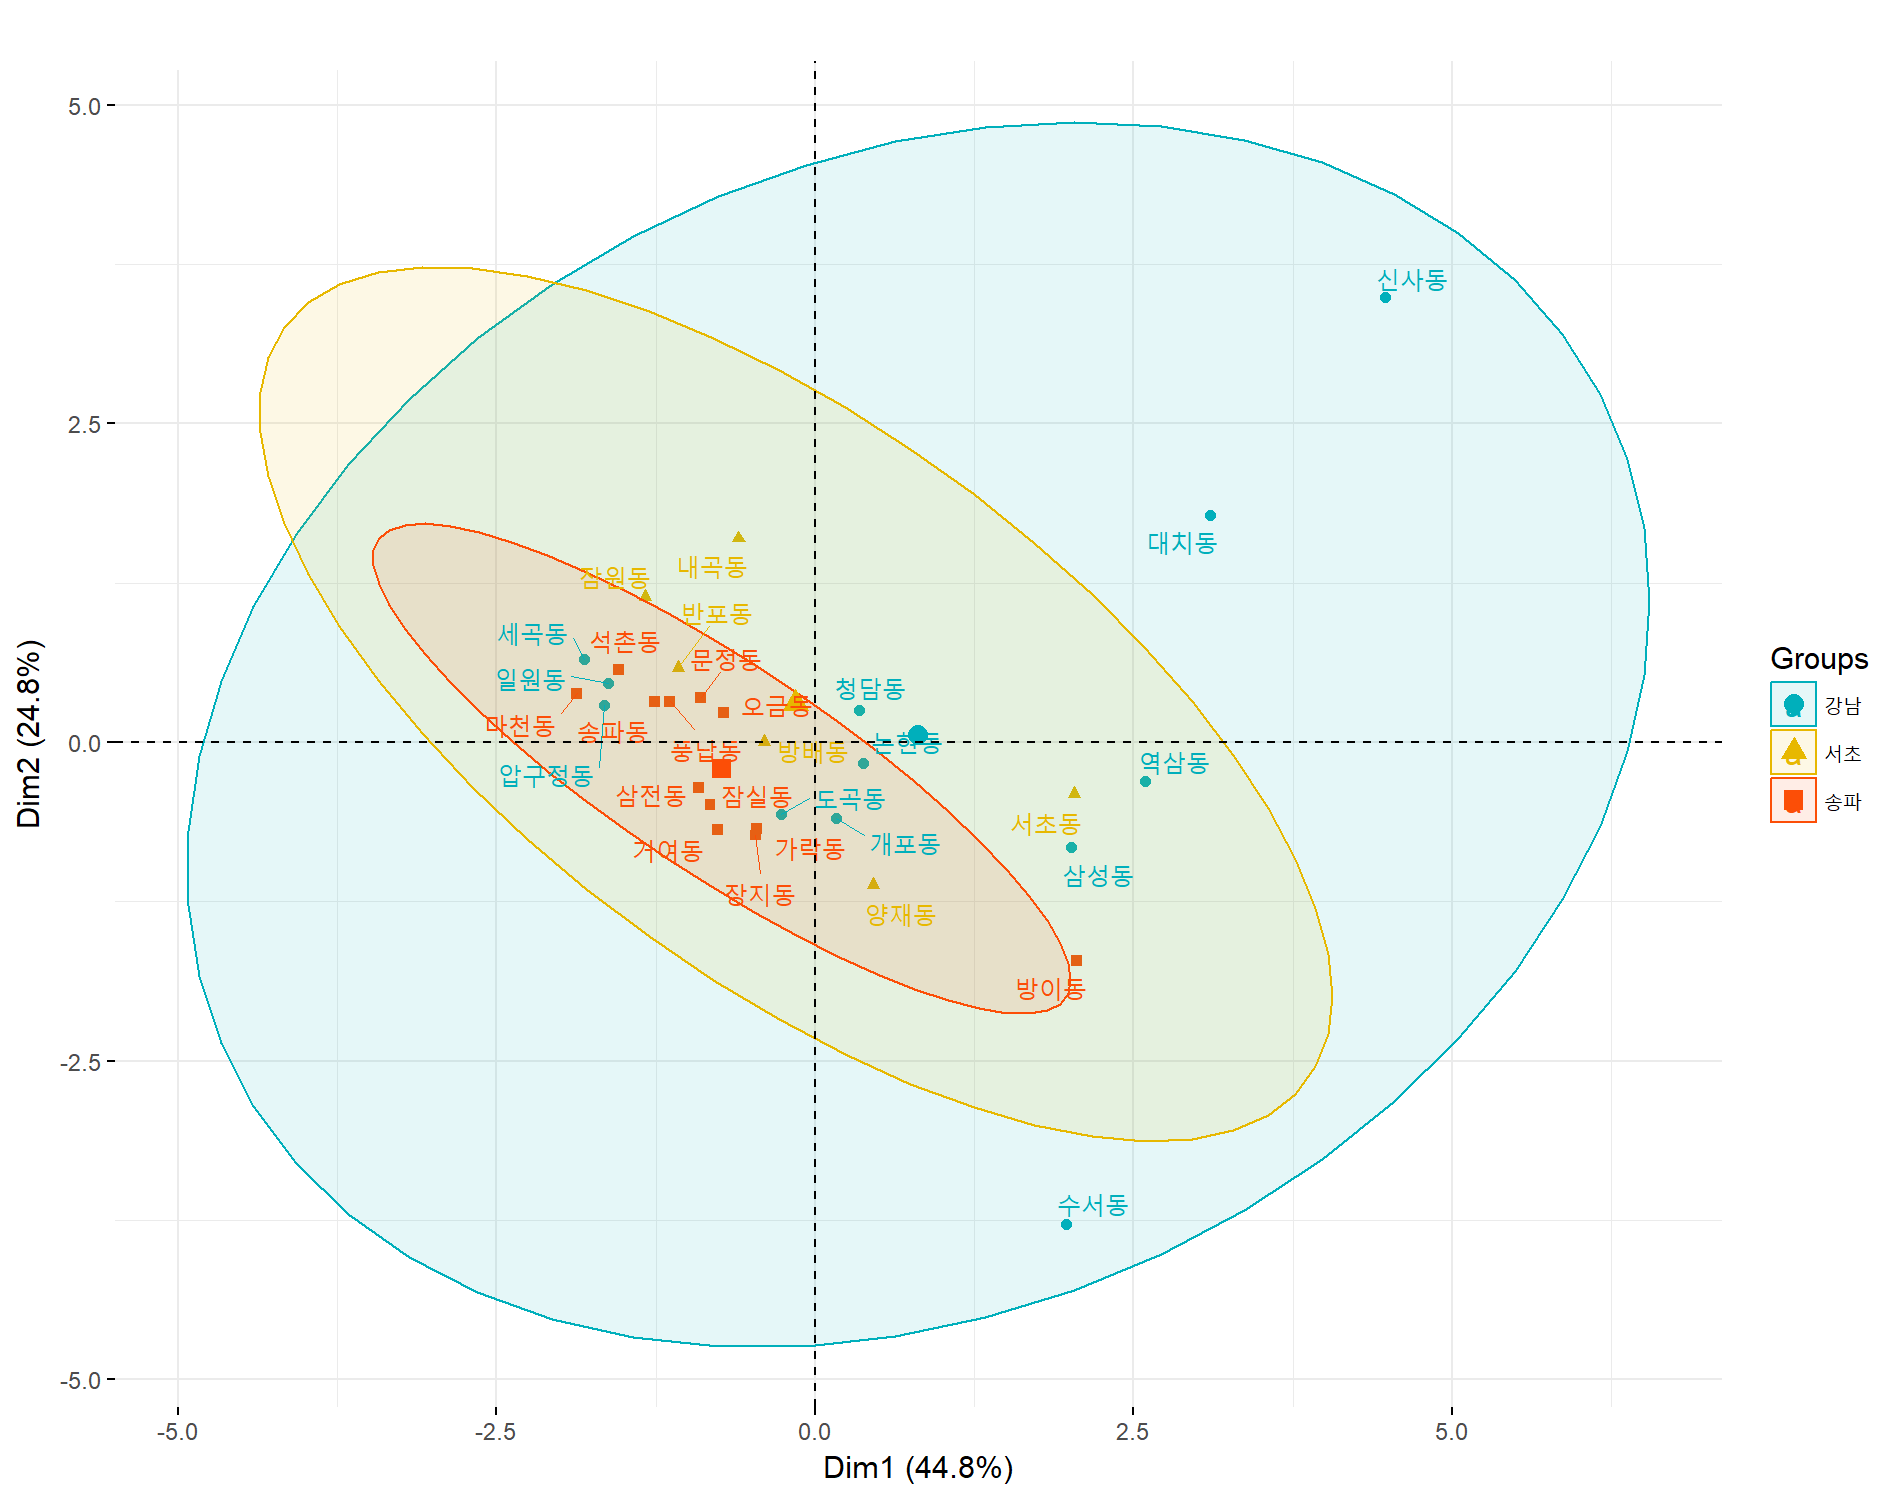 5.0
2.5
0.0
-2.5
-5.0
Dim2 (24.8%)
신사동
대치동
내곡동
잠원동
반포동
세곡동
석촌동
문정동
일원동
청담동
오금동
마천동
송파동
풍납동
방배동
논현동
압구정동
역삼동
삼전동
잠실동
도곡동
서초동
거여동
가락동
개포동
삼성동
장지동
양재동
방이동
수서동
-5.0
-2.5
0.0
2.5
5.0
Dim1 (44.8%)
Groups
a 강남
a 서초
a 송파